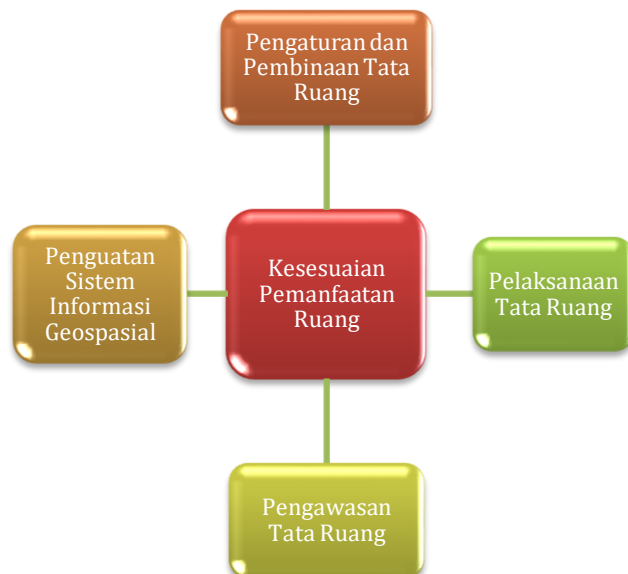 Pengaturan dan
Pembinaan Tata
Ruang
Penguatan
Sistem
Informasi
Geospasial
Kesesuaian
Pemanfaatan
Ruang
Pelaksanaan
Tata Ruang
Pengawasan
Tata Ruang